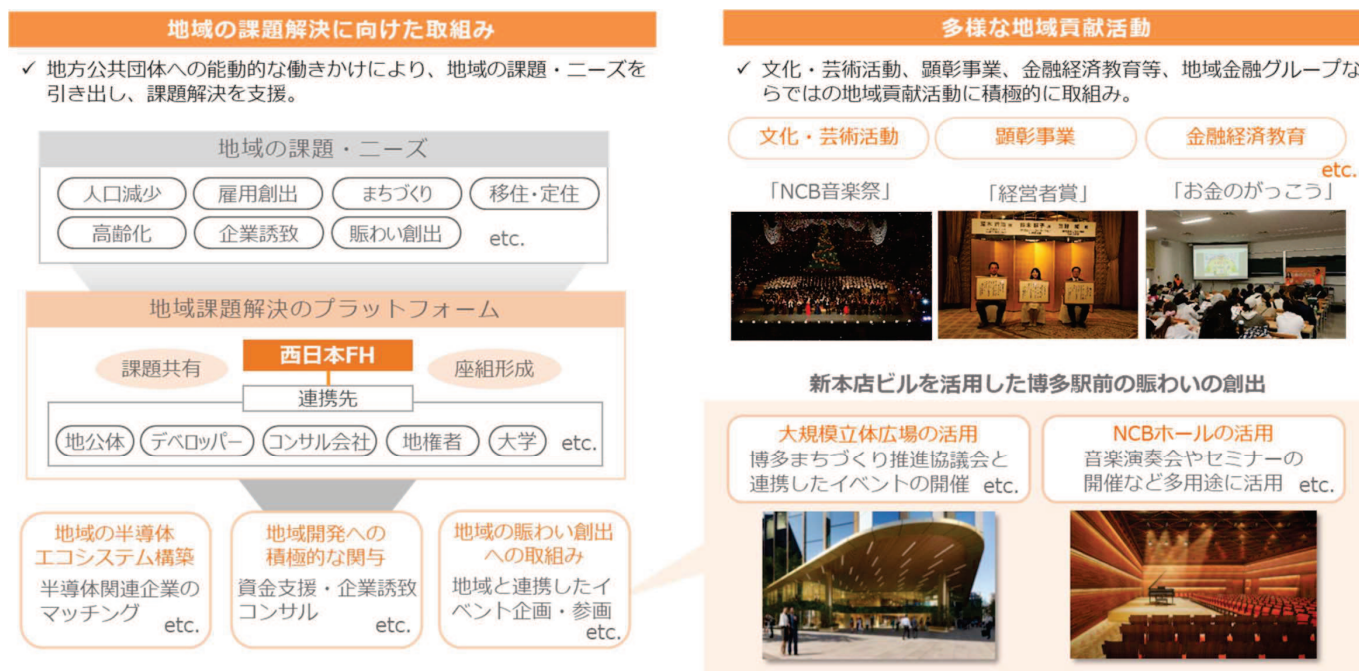 地域の課題解決に向けた取組み
✓ 地方公共団体への能動的な働きかけにより、地域の課題・ニーズを
引き出し、課題解決を支援。
地域の課題・ニーズ
人口減少
雇用創出
まちづくり
移住・定住
高齢化
企業誘致
賑わい創出
etc.
地域課題解決のプラットフォーム
課題共有
西日本FH
座組形成
連携先
地公体
デベロッパー
コンサル会社
地権者
大学
etc.
地域の半導体
エコシステム構築
半導体関連企業の
マッチング
etc.
地域開発への
積極的な関与
資金支援・企業誘致
コンサル
etc.
地域の賑わい創出
への取組み
地域と連携したイ
ベント企画・参画
etc.
多様な地域貢献活動
✓ 文化・芸術活動、顕彰事業、金融経済教育等、地域金融グループな
らではの地域貢献活動に積極的に取組み。
文化・芸術活動
顕彰事業
金融経済教育
etc.
「NCB音楽祭」
「経営者賞」
「お金のがっこう」
新本店ビルを活用した博多駅前の賑わいの創出
大規模立体広場の活用
博多まちづくり推進協議会と
連携したイベントの開催 etc.
NCBホールの活用
音楽演奏会やセミナーの
開催など多用途に活用 etc.